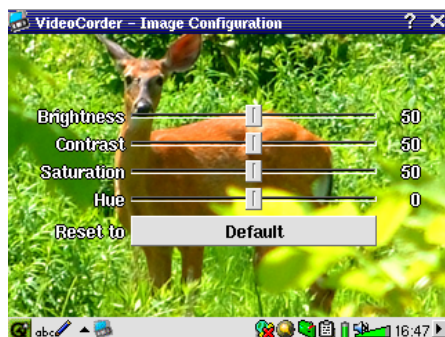 VideoCorder – Image Configuration ? ×
Brightness 50
Contrast 50
Saturation 50
Hue 0
Reset to Default
abc 16:47